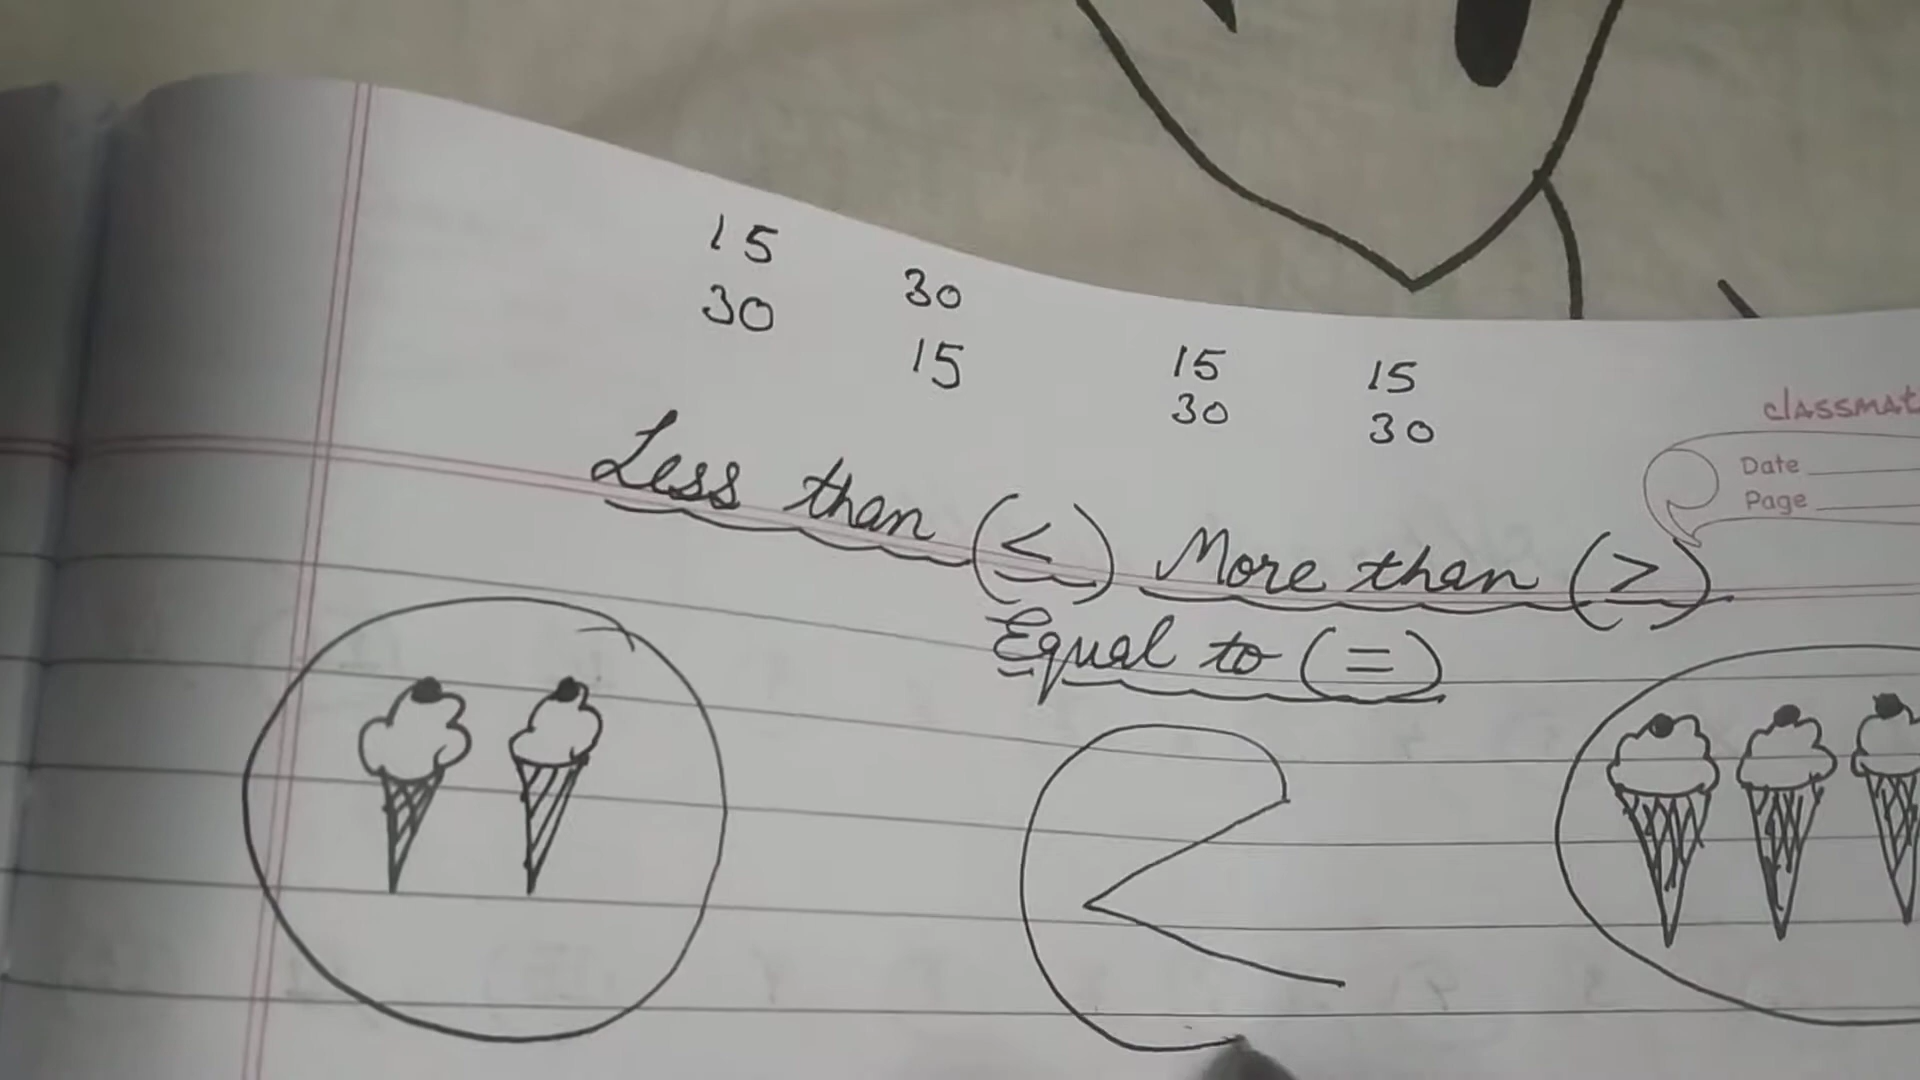 15 30
30 15 15 15
30 30
classmat
Date
Page
Less than (<) More than (>)
Equal to (=)